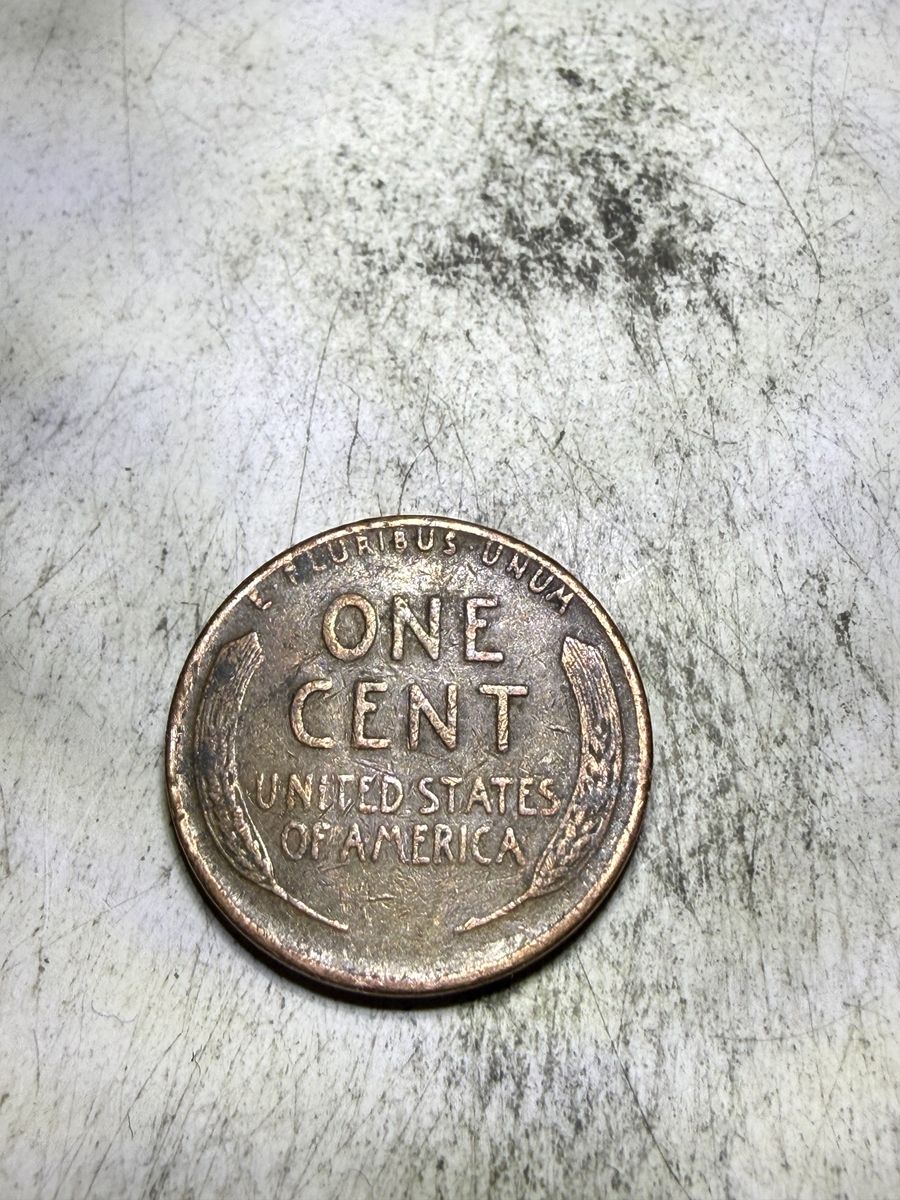 E PLURIBUS · UNUM
ONE
CENT
UNITED STATES
OF AMERICA